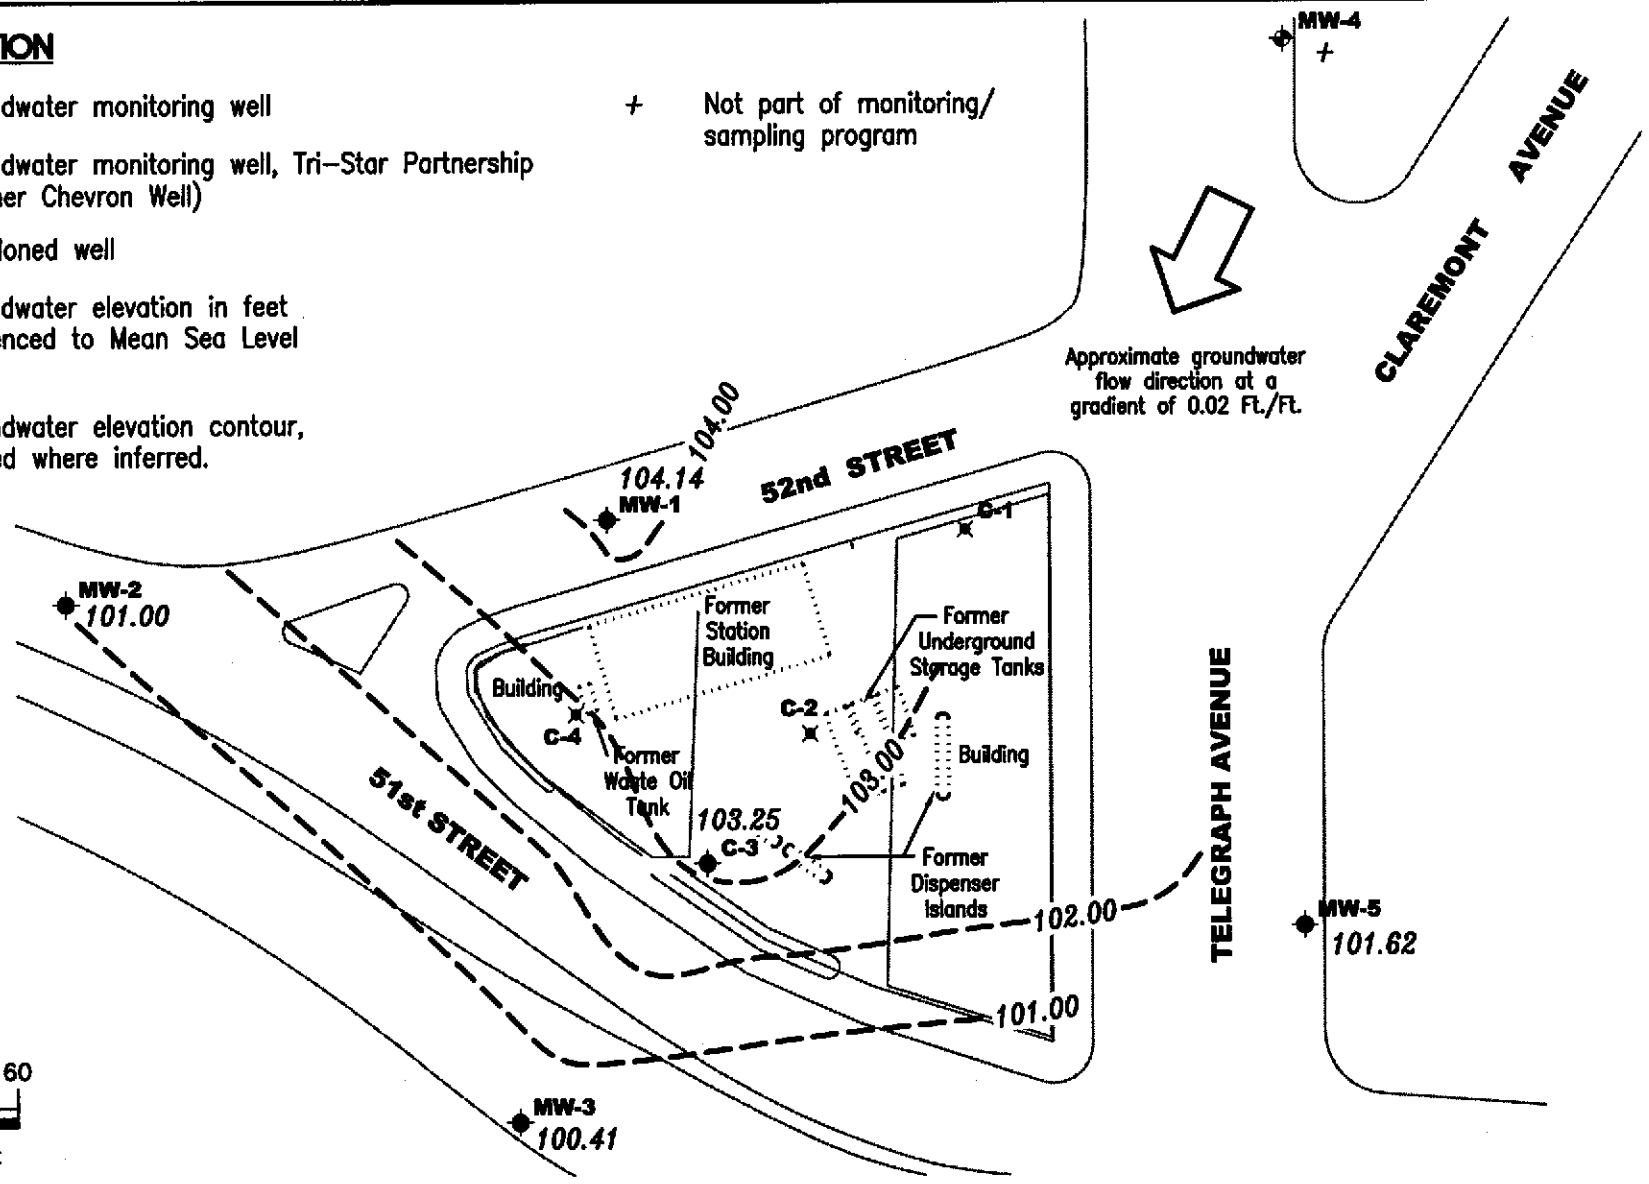 dwater monitoring well
dwater monitoring well, Tri-Star Partnership
er Chevron Well)
oned well
dwater elevation in feet
enced to Mean Sea Level
dwater elevation contour,
ed where inferred.
+ Not part of monitoring/
sampling program
MW-4
+
CLAREMONT AVENUE
Approximate groundwater
flow direction at a
gradient of 0.02 Ft./Ft.
104.00
104.14
MW-1
52nd STREET
C-1
MW-2
101.00
Former
Station
Building
Former
Underground
Storage Tanks
Building
C-4
C-2
Former
Waste Oil
Tank
103.00
Building
103.25
C-3
51st STREET
Former
Dispenser
Islands
TELEGRAPH AVENUE
102.00
MW-5
101.62
101.00
60
MW-3
100.41